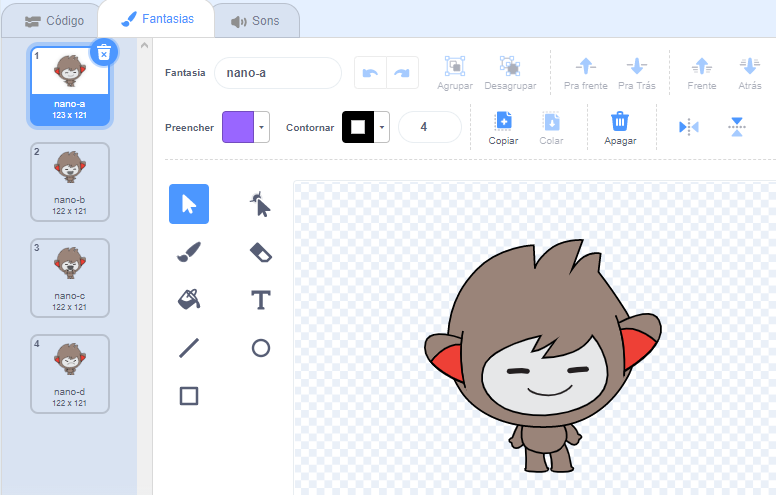 Código
Fantasias
Sons
1
nano-a
123 x 121
2
nano-b
122 x 121
3
nano-c
122 x 121
4
nano-d
122 x 121
Fantasia
nano-a
Agrupar
Desagrupar
Pra frente
Pra Trás
Frente
Atrás
Preencher
Contornar
4
Copiar
Colar
Apagar
T